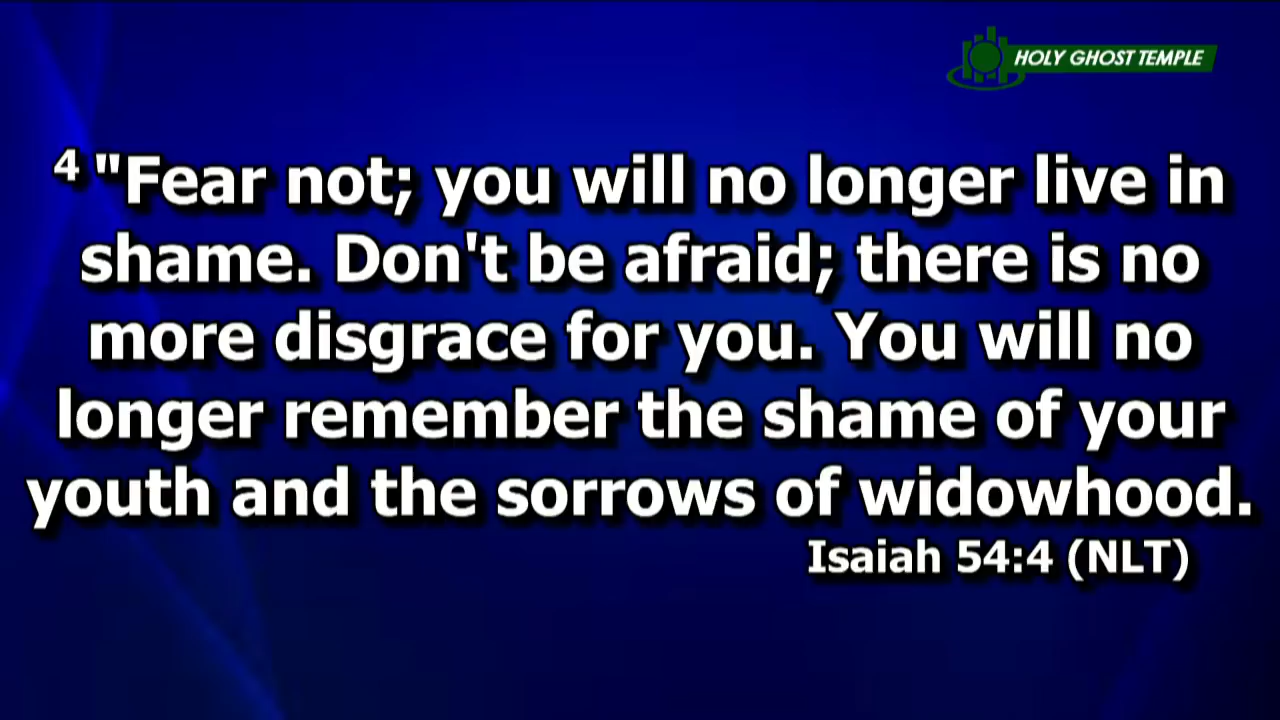 HOLY GHOST TEMPLE
4 "Fear not; you will no longer live in
shame. Don't be afraid; there is no
more disgrace for you. You will no
longer remember the shame of your
youth and the sorrows of widowhood.
Isaiah 54:4 (NLT)